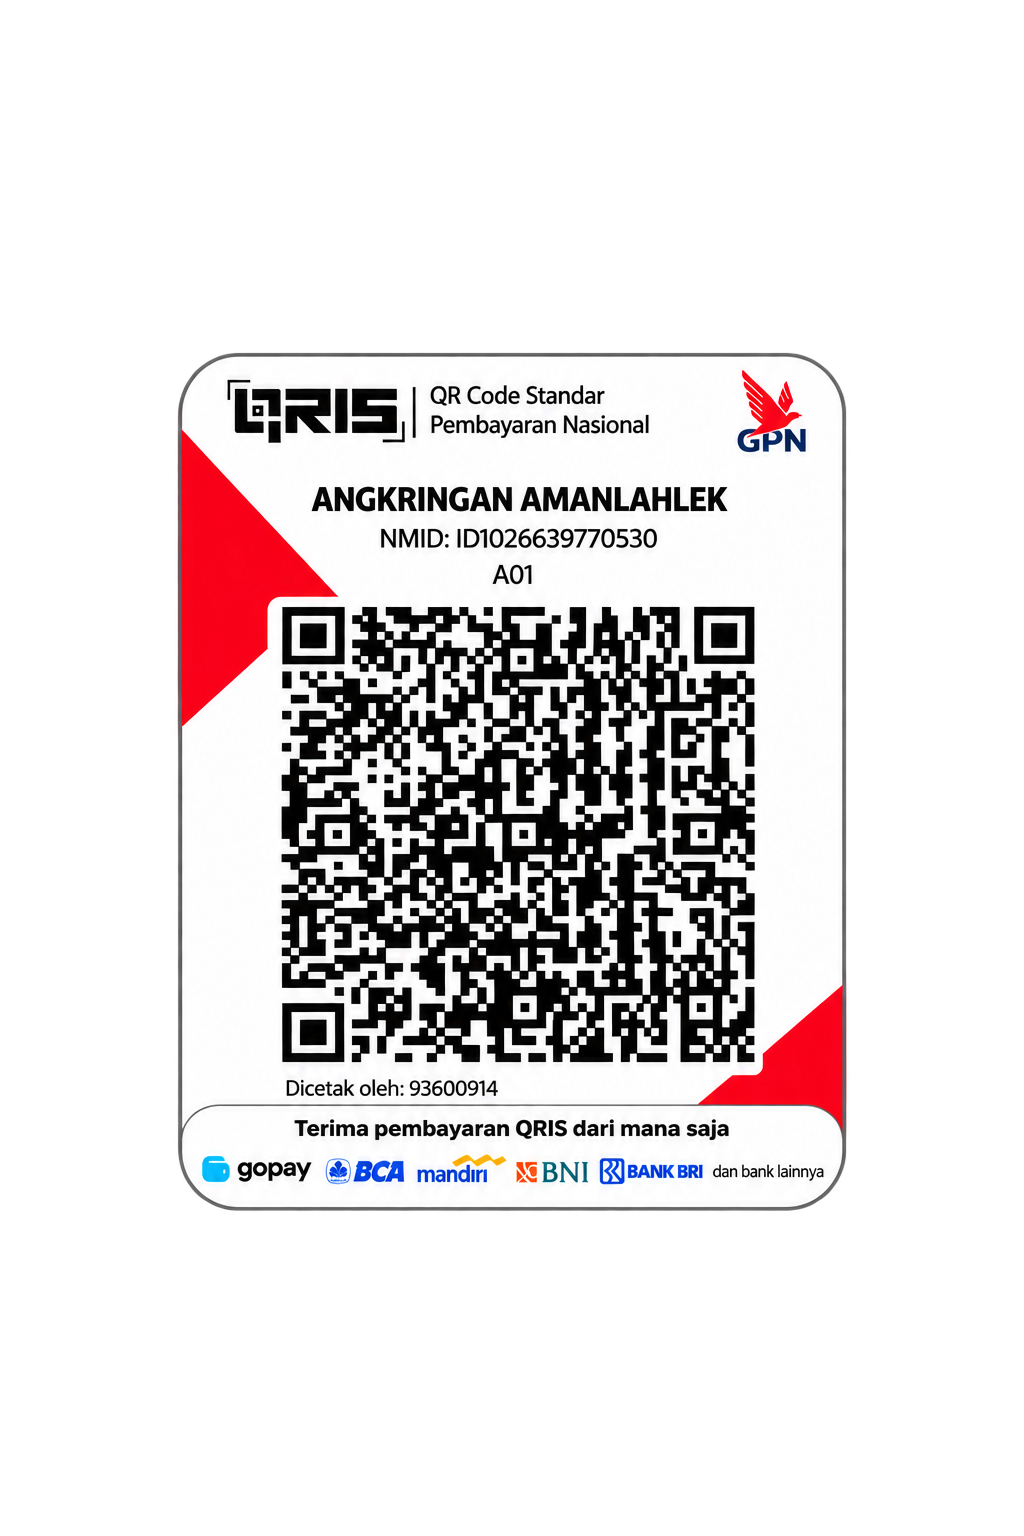 QRIS
QR Code Standar
Pembayaran Nasional
GPN
ANGKRINGAN AMANLAHLEK
NMID: ID1026639770530
A01
Dicetak oleh: 93600914
Terima pembayaran QRIS dari mana saja
gopay BCA mandiri BNI BANK BRI dan bank lainnya